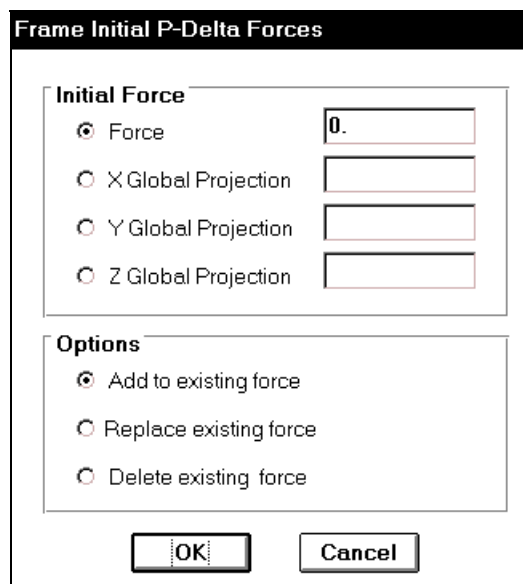 Frame Initial P-Delta Forces
Initial Force
Force 0.
X Global Projection
Y Global Projection
Z Global Projection
Options
Add to existing force
Replace existing force
Delete existing force
OK Cancel